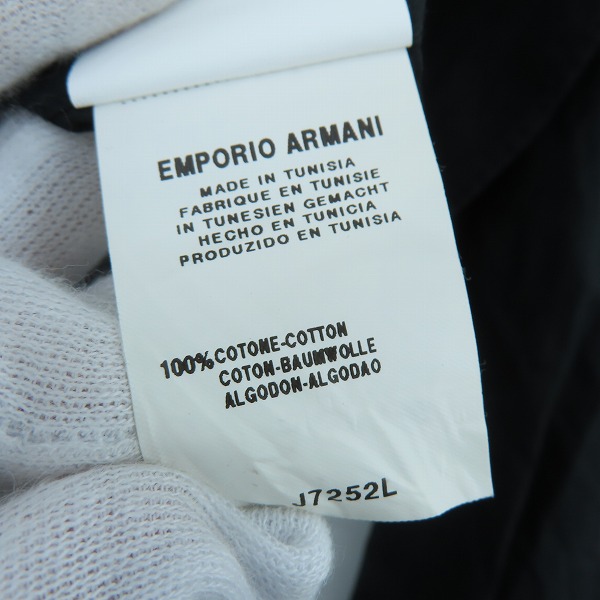 EMPORIO ARMANI
MADE IN TUNISIA
FABRIQUE EN TUNISIE
IN TUNESIEN GEMACHT
HECHO EN TUNICIA
PRODUZIDO EN TUNISIA
100% COTONE-COTTON
COTON-BAUMWOLLE
ALGODON-ALGODAO
J7252L